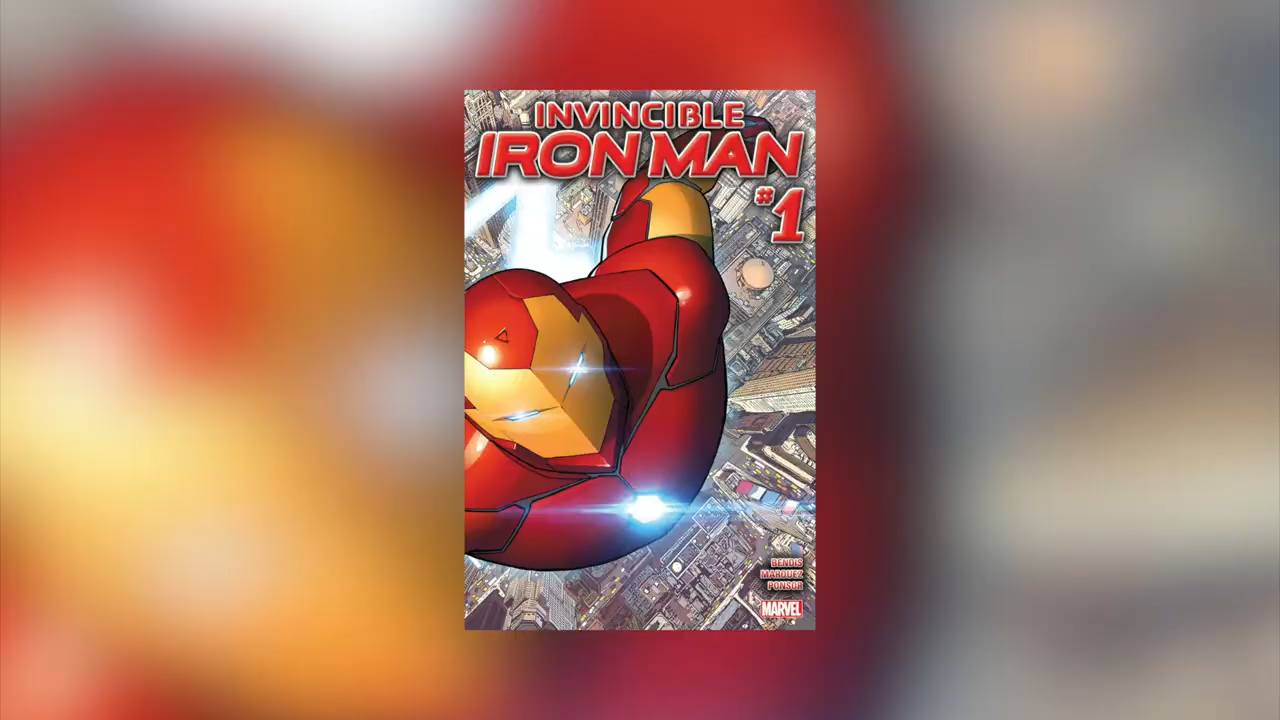 INVINCIBLE
IRON MAN
#1
BENDIS
MARQUEZ
PONSOR
MARVEL